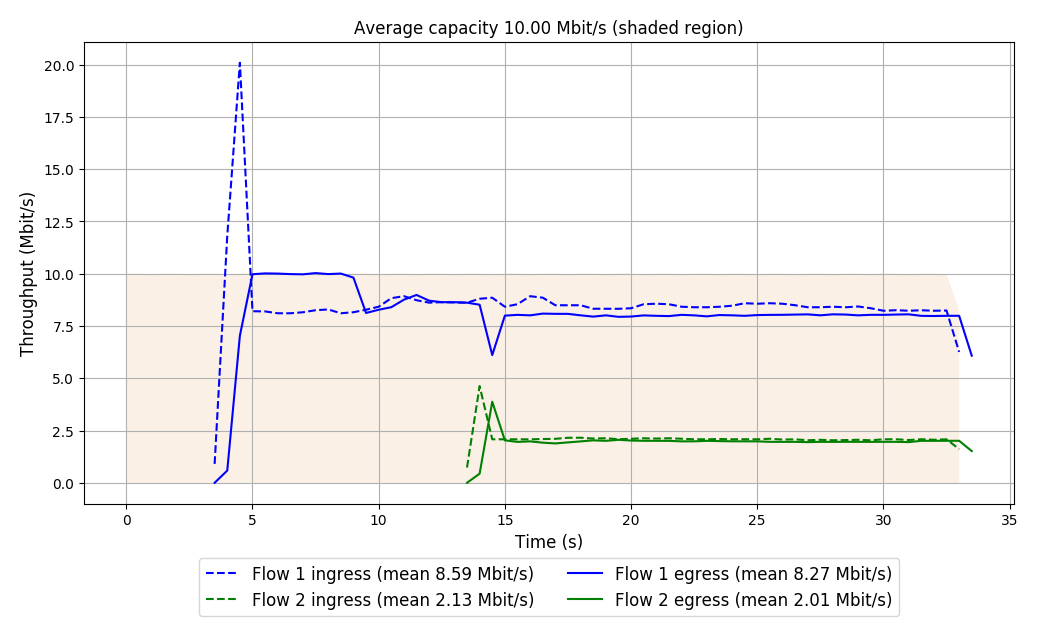 Average capacity 10.00 Mbit/s (shaded region)
Throughput (Mbit/s)
20.0
17.5
15.0
12.5
10.0
7.5
5.0
2.5
0.0
0 5 10 15 20 25 30 35
Time (s)
Flow 1 ingress (mean 8.59 Mbit/s) Flow 1 egress (mean 8.27 Mbit/s)
Flow 2 ingress (mean 2.13 Mbit/s) Flow 2 egress (mean 2.01 Mbit/s)